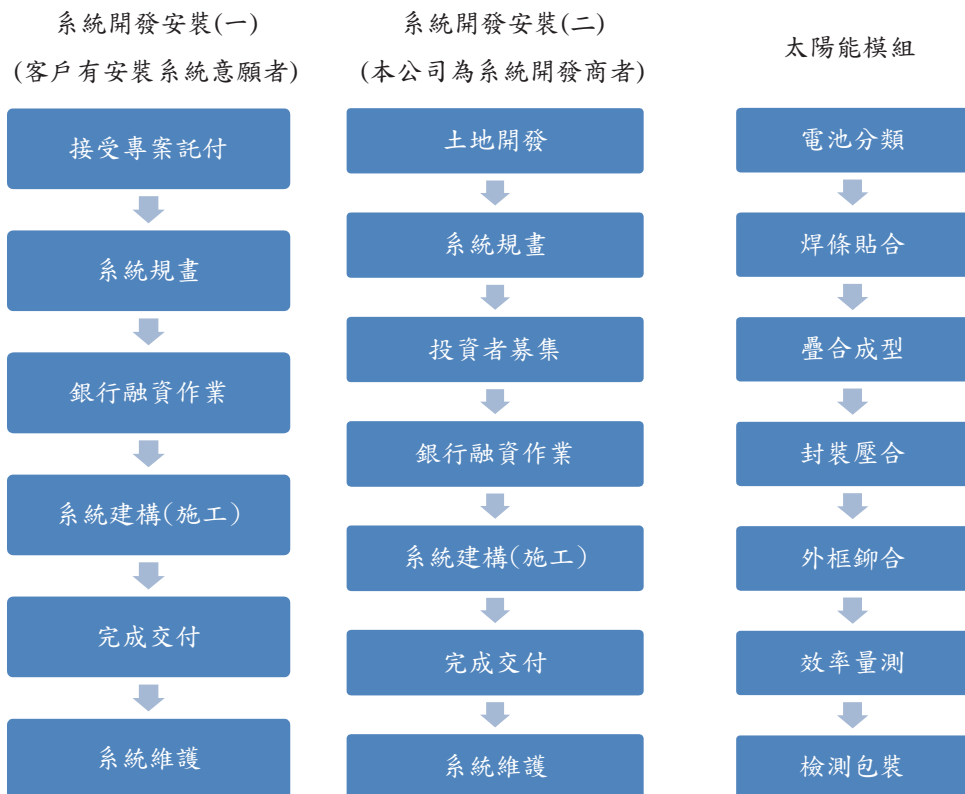 系統開發安裝(一)
(客戶有安裝系統意願者)
接受專案託付
系統規畫
銀行融資作業
系統建構(施工)
完成交付
系統維護
系統開發安裝(二)
(本公司為系統開發商者)
土地開發
系統規畫
投資者募集
銀行融資作業
系統建構(施工)
完成交付
系統維護
太陽能模組
電池分類
焊條貼合
疊合成型
封裝壓合
外框鉚合
效率量測
檢測包裝